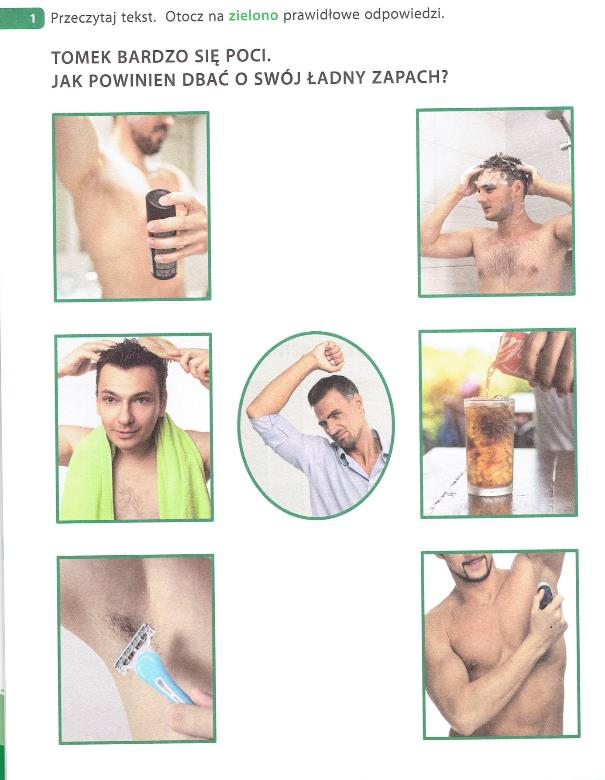 1 Przeczytaj tekst. Otocz na zielono prawidłowe odpowiedzi.
TOMEK BARDZO SIĘ POCI.
JAK POWINIEN DBAĆ O SWÓJ ŁADNY ZAPACH?